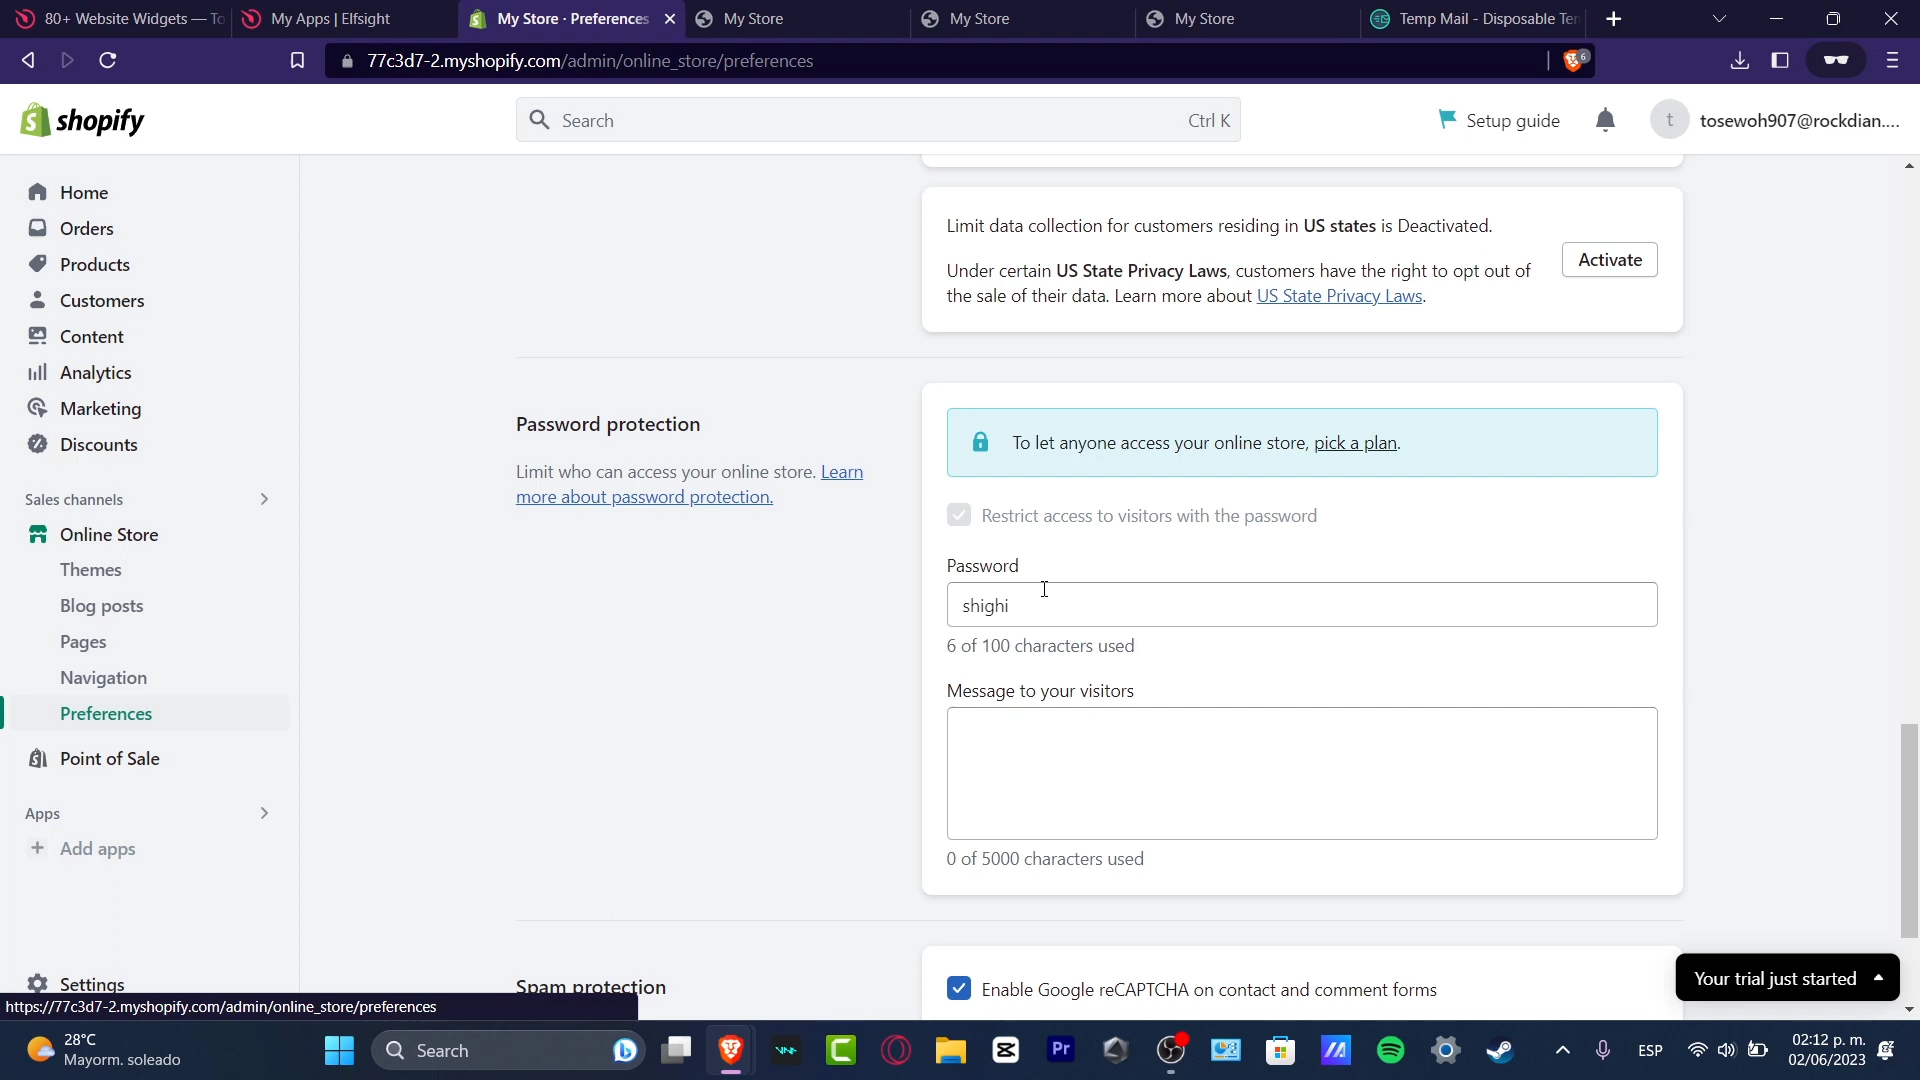 80+ Website Widgets — To
My Apps | Elfsight
My Store · Preferences
My Store
My Store
My Store
Temp Mail - Disposable Ten
77c3d7-2.myshopify.com/admin/online_store/preferences
6
shopify
Search
Ctrl K
Setup guide
t
tosewoh907@rockdian....
Home
Orders
Products
Customers
Content
Analytics
Marketing
Discounts
Sales channels
Online Store
Themes
Blog posts
Pages
Navigation
Preferences
Point of Sale
Apps
+ Add apps
Settings
Limit data collection for customers residing in US states is Deactivated.
Under certain US State Privacy Laws, customers have the right to opt out of
the sale of their data. Learn more about US State Privacy Laws.
Activate
Password protection
Limit who can access your online store. Learn
more about password protection.
To let anyone access your online store, pick a plan.
Restrict access to visitors with the password
Password
shighi
6 of 100 characters used
Message to your visitors
0 of 5000 characters used
Spam protection
Enable Google reCAPTCHA on contact and comment forms
Your trial just started
https://77c3d7-2.myshopify.com/admin/online_store/preferences
28°C
Mayorm. soleado
Search
Pr
ESP
02:12 p. m.
02/06/2023